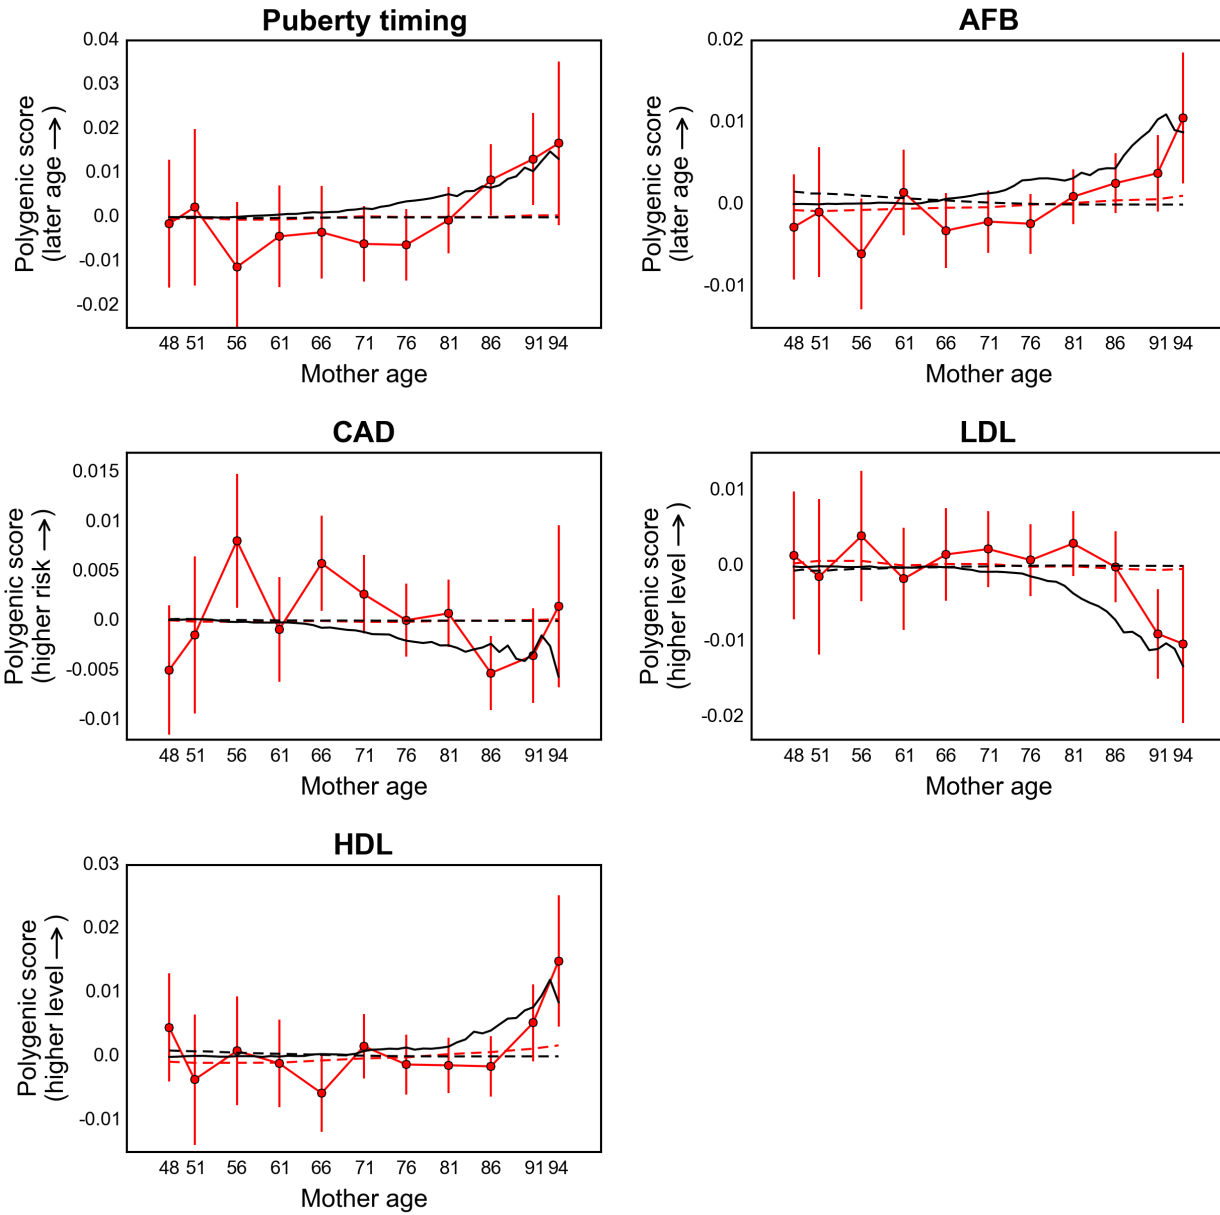 Puberty timing
0.04
0.03
0.02
0.01
0.0
-0.01
-0.02
Polygenic score
(later age →)
48 51 56 61 66 71 76 81 86 91 94
Mother age
AFB
0.02
0.01
0.0
-0.01
Polygenic score
(later age →)
48 51 56 61 66 71 76 81 86 91 94
Mother age
CAD
0.015
0.01
0.005
0.0
-0.005
-0.01
Polygenic score
(higher risk →)
48 51 56 61 66 71 76 81 86 91 94
Mother age
LDL
0.01
0.0
-0.01
-0.02
Polygenic score
(higher level →)
48 51 56 61 66 71 76 81 86 91 94
Mother age
HDL
0.03
0.02
0.01
0.0
-0.01
Polygenic score
(higher level →)
48 51 56 61 66 71 76 81 86 91 94
Mother age